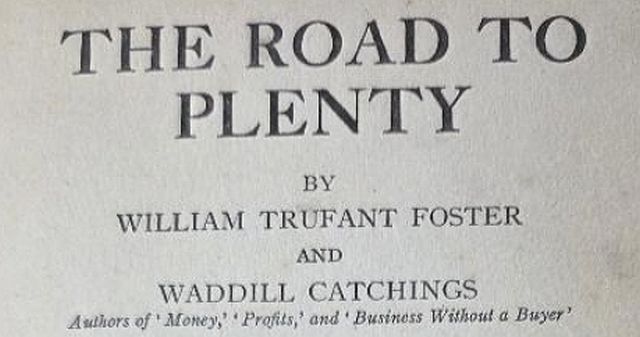 THE ROAD TO
PLENTY
BY
WILLIAM TRUFANT FOSTER
AND
WADDILL CATCHINGS
Authors of ‘Money,’ ‘Profits,’ and ‘Business Without a Buyer’